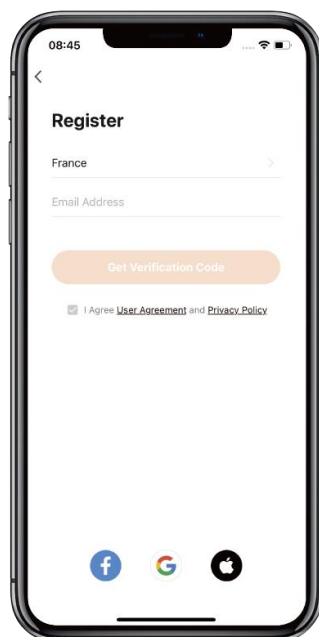 08:45
Register
France
Email Address
Get Verification Code
I Agree User Agreement and Privacy Policy